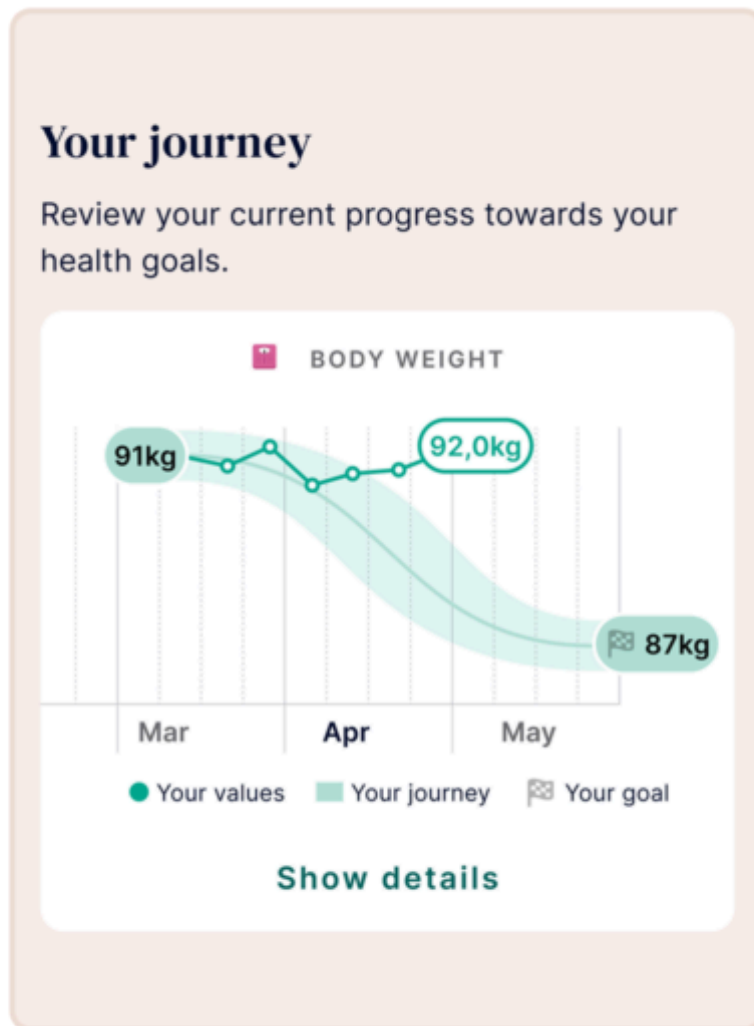 Your journey
Review your current progress towards your
health goals.
BODY WEIGHT
91kg
92,0kg
87kg
Mar Apr May
Your values Your journey Your goal
Show details